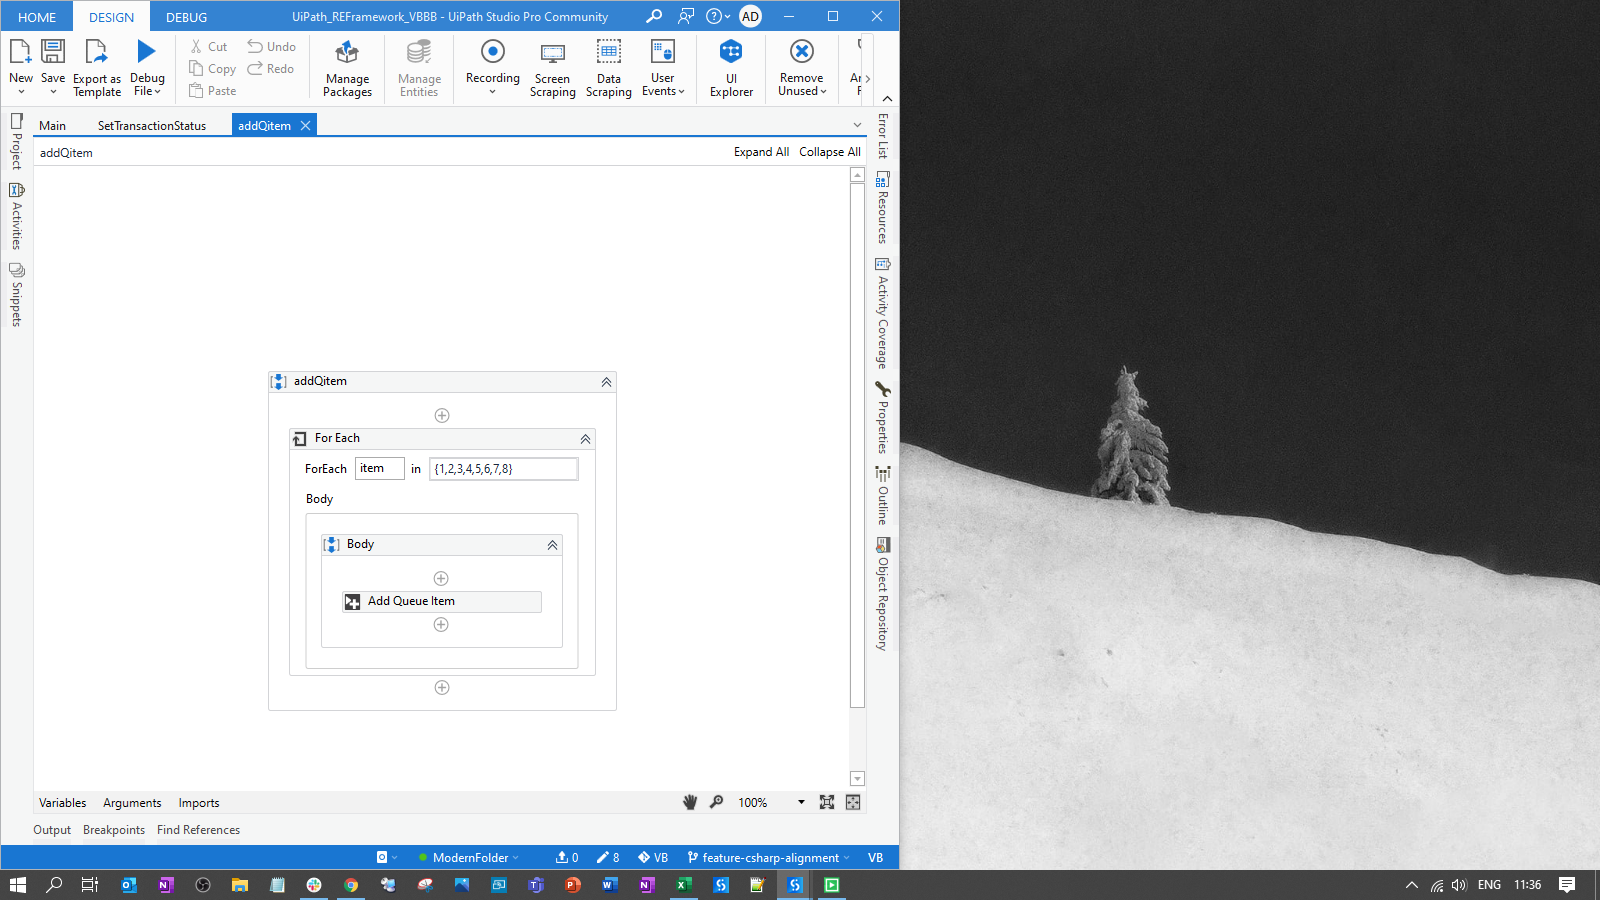 HOME DESIGN DEBUG UiPath_REFramework_VBBB - UiPath Studio Pro Community AD
New Save Export as Template Debug File Cut Copy Paste Undo Redo Manage Packages Manage Entities Recording Screen Scraping Data Scraping User Events UI Explorer Remove Unused
Main SetTransactionStatus addQitem
addQitem Expand All Collapse All
Project
Activities
Snippets
Error List
Resources
Activity Coverage
Properties
Outline
Object Repository
addQitem
For Each
ForEach item in {1,2,3,4,5,6,7,8}
Body
Body
Add Queue Item
Variables Arguments Imports 100%
Output Breakpoints Find References
ModernFolder 0 8 VB feature-csharp-alignment VB
ENG 11:36